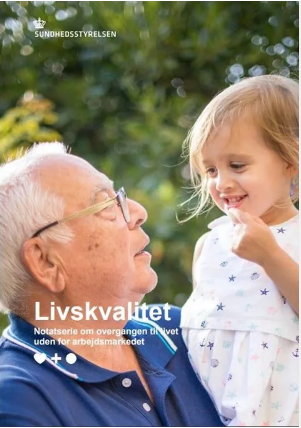 SUNDHEDSSTYRELSEN
Livskvalitet
Notatserie om overgangen til livet
uden for arbejdsmarkedet